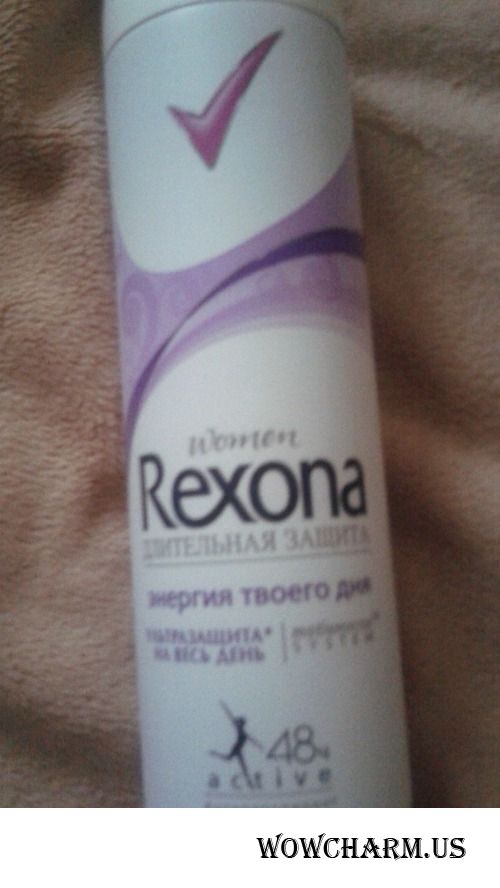 Women
Rexona
ДЛИТЕЛЬНАЯ ЗАЩИТА
энергия твоего дня
УЛЬТРАЗАЩИТА*
НА ВЕСЬ ДЕНЬ
SYSTEM
48ч
active
WOWCHARM.US